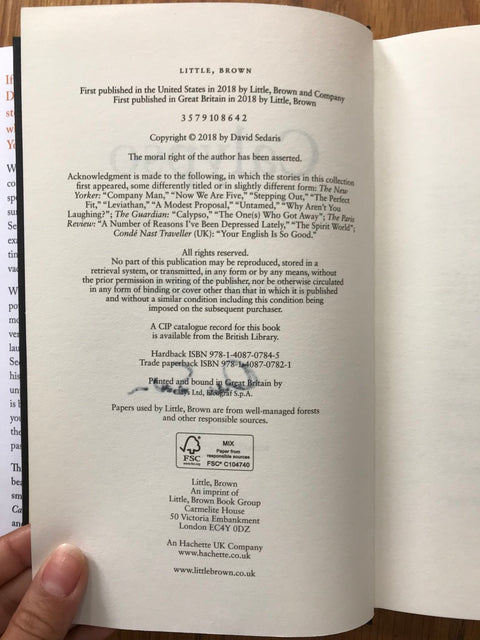 LITTLE, BROWN
First published in the United States in 2018 by Little, Brown and Company
First published in Great Britain in 2018 by Little, Brown
3 5 7 9 10 8 6 4 2
Copyright © 2018 by David Sedaris
The moral right of the author has been asserted.
Acknowledgment is made to the following, in which the stories in this collection
first appeared, some differently titled or in slightly different form: The New
Yorker: “Company Man,” “Now We Are Five,” “Stepping Out,” “The Perfect
Fit,” “Leviathan,” “A Modest Proposal,” “Untamed,” “Why Aren’t You
Laughing?”; The Guardian: “Calypso,” “The One(s) Who Got Away”; The Paris
Review: “A Number of Reasons I’ve Been Depressed Lately,” “The Spirit World”;
Condé Nast Traveller (UK): “Your English Is So Good.”
All rights reserved.
No part of this publication may be reproduced, stored in a
retrieval system, or transmitted, in any form or by any means, without
the prior permission in writing of the publisher, nor be otherwise circulated
in any form of binding or cover other than that in which it is published
and without a similar condition including this condition being
imposed on the subsequent purchaser.
A CIP catalogue record for this book
is available from the British Library.
Hardback ISBN 978-1-4087-0784-5
Trade paperback ISBN 978-1-4087-0782-1
Printed and bound in Great Britain by
Clays Ltd, Elcograf S.p.A.
Papers used by Little, Brown are from well-managed forests
and other responsible sources.
FSC
www.fsc.org
MIX
Paper from
responsible sources
FSC® C104740
Little, Brown
An imprint of
Little, Brown Book Group
Carmelite House
50 Victoria Embankment
London EC4Y 0DZ
An Hachette UK Company
www.hachette.co.uk
www.littlebrown.co.uk